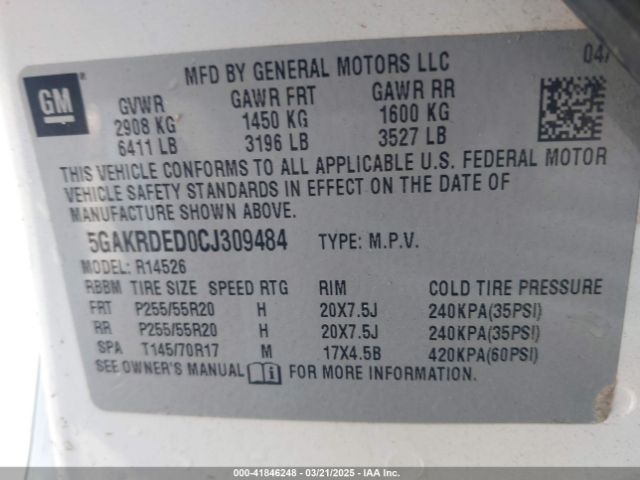 GM
MFD BY GENERAL MOTORS LLC 04/
GVWR GAWR FRT GAWR RR
2908 KG 1450 KG 1600 KG
6411 LB 3196 LB 3527 LB
THIS VEHICLE CONFORMS TO ALL APPLICABLE U.S. FEDERAL MOTOR
VEHICLE SAFETY STANDARDS IN EFFECT ON THE DATE OF
MANUFACTURE SHOWN ABOVE.
5GAKRDED0CJ309484 TYPE: M.P.V.
MODEL: R14526
RBBM TIRE SIZE SPEED RTG RIM COLD TIRE PRESSURE
FRT P255/55R20 H 20X7.5J 240KPA(35PSI)
RR P255/55R20 H 20X7.5J 240KPA(35PSI)
SPA T145/70R17 M 17X4.5B 420KPA(60PSI)
SEE OWNER'S MANUAL FOR MORE INFORMATION.
000-41846248 - 03/21/2025 - IAA Inc.